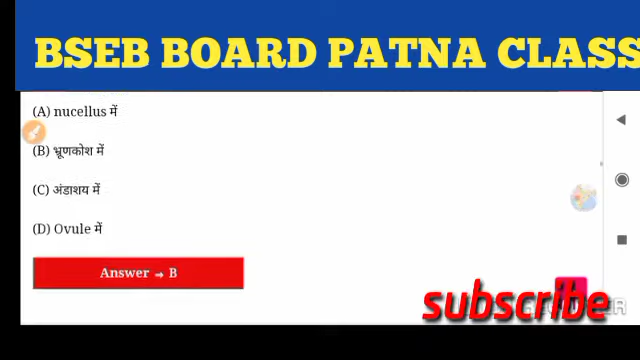 BSEB BOARD PATNA CLASS
(A) nucellus में
(B) भ्रूणकोश में
(C) अंडाशय में
(D) Ovule में
Answer ⇒ B
subscribe